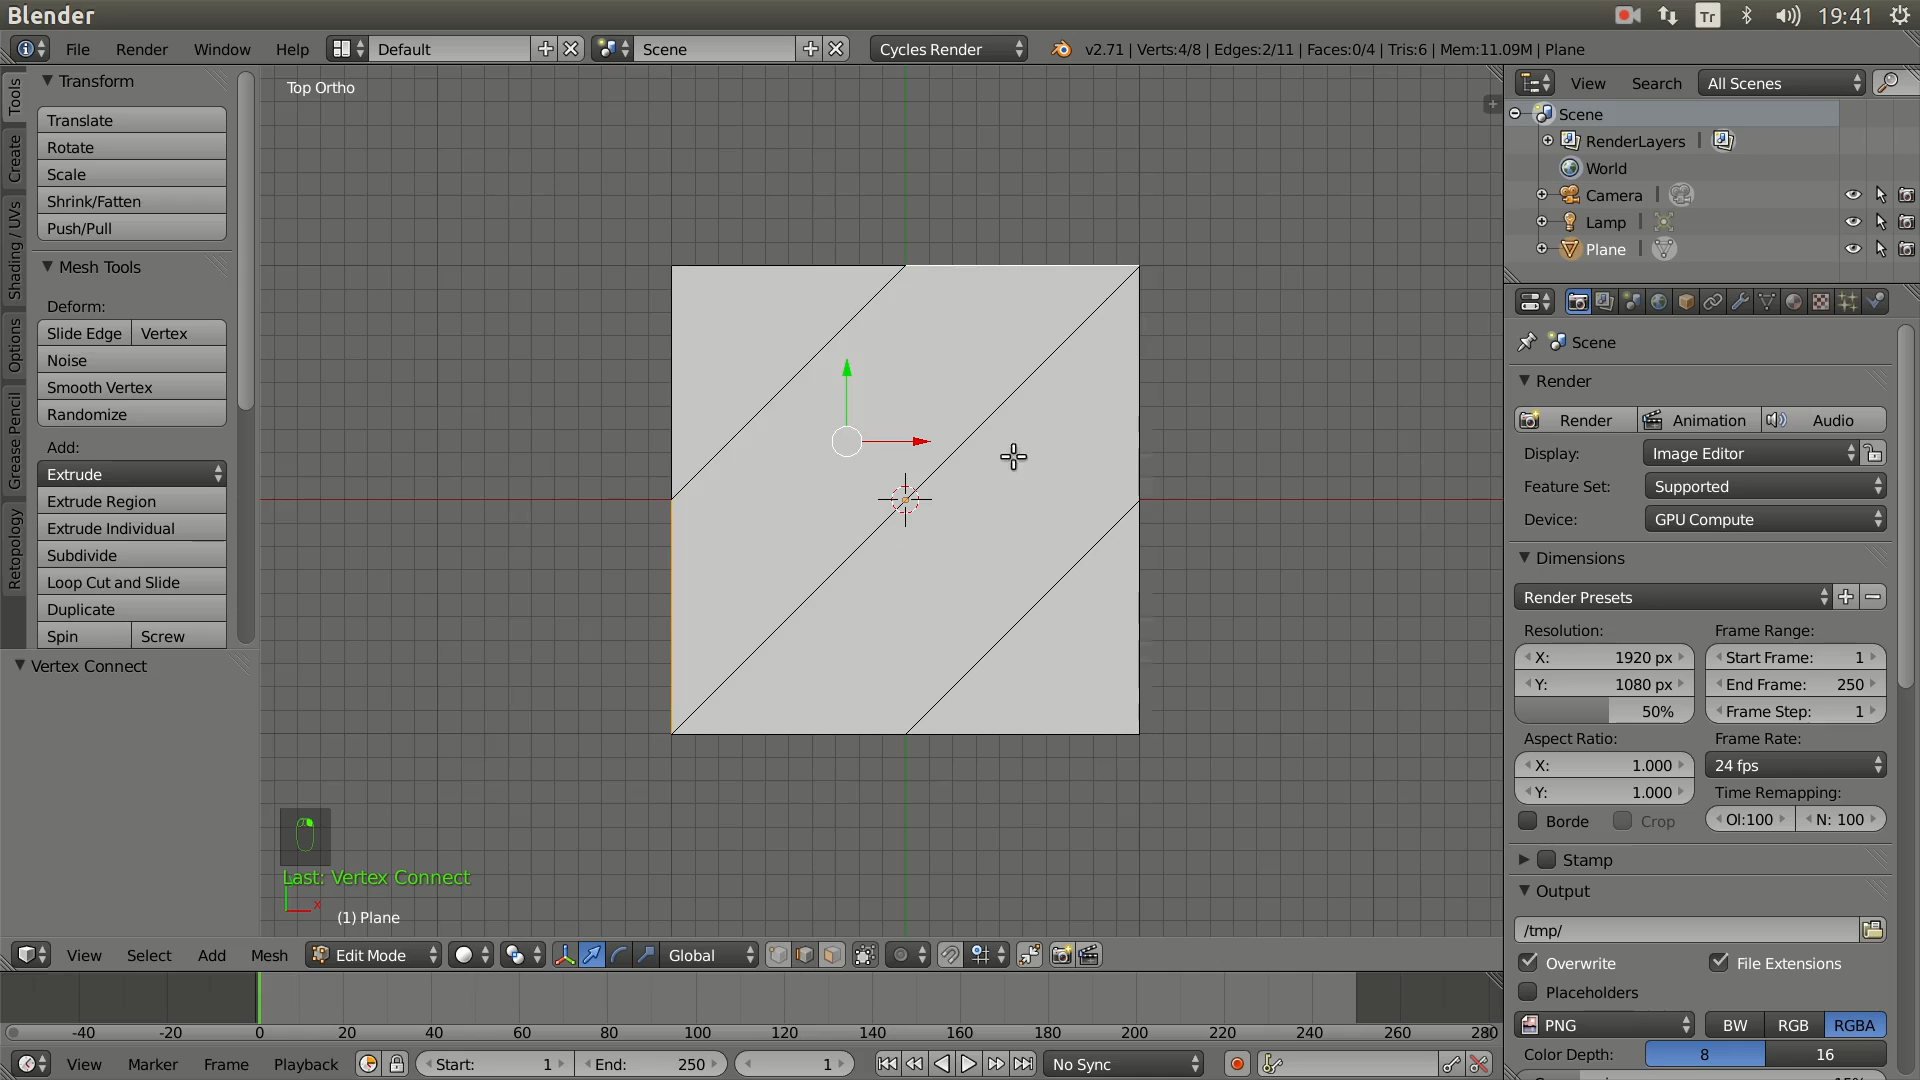 Blender
Tr
19:41
File
Render
Window
Help
Default
Scene
Cycles Render
v2.71 | Verts:4/8 | Edges:2/11 | Faces:0/4 | Tris:6 | Mem:11.09M | Plane
Tools
Create
Shading / UVs
Options
Grease Pencil
Retopology
Transform
Translate
Rotate
Scale
Shrink/Fatten
Push/Pull
Mesh Tools
Deform:
Slide Edge
Vertex
Noise
Smooth Vertex
Randomize
Add:
Extrude
Extrude Region
Extrude Individual
Subdivide
Loop Cut and Slide
Duplicate
Spin
Screw
Vertex Connect
Top Ortho
Last: Vertex Connect
x
(1) Plane
View
Select
Add
Mesh
Edit Mode
Global
-40
-20
0
20
40
60
80
100
120
140
160
180
200
220
240
260
280
View
Marker
Frame
Playback
Start: 1
End: 250
1
No Sync
View
Search
All Scenes
Scene
RenderLayers
World
Camera
Lamp
Plane
Scene
Render
Render
Animation
Audio
Display:
Image Editor
Feature Set:
Supported
Device:
GPU Compute
Dimensions
Render Presets
Resolution:
Frame Range:
X: 1920 px
Start Frame: 1
Y: 1080 px
End Frame: 250
50%
Frame Step: 1
Aspect Ratio:
Frame Rate:
X: 1.000
24 fps
Y: 1.000
Time Remapping:
Borde
Crop
Ol:100
N: 100
Stamp
Output
/tmp/
Overwrite
File Extensions
Placeholders
PNG
BW
RGB
RGBA
Color Depth:
8
16